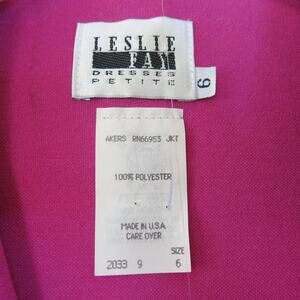 LESLIE
FAY
DRESSES
PETITE
6
AKERS RN66953 JKT
100% POLYESTER
MADE IN U.S.A.
CARE OVER
SIZE
2033 9 6